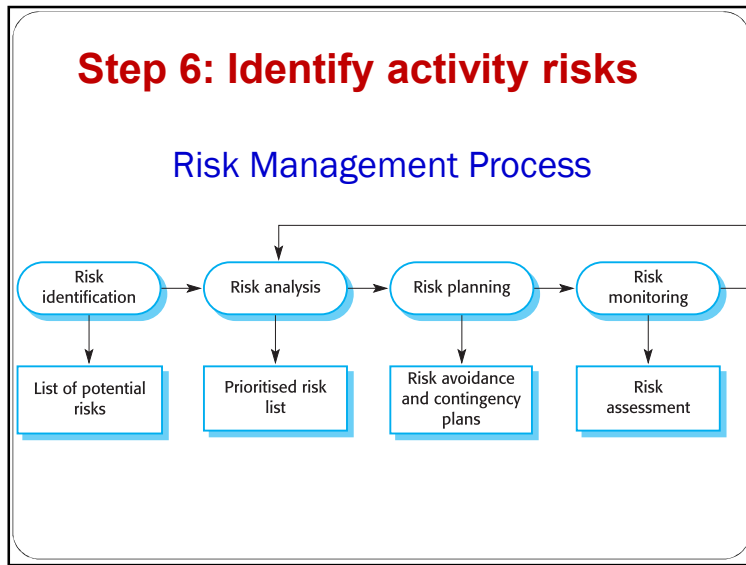 Step 6: Identify activity risks
Risk Management Process
Risk
identification
Risk analysis
Risk planning
Risk
monitoring
List of potential
risks
Prioritised risk
list
Risk avoidance
and contingency
plans
Risk
assessment